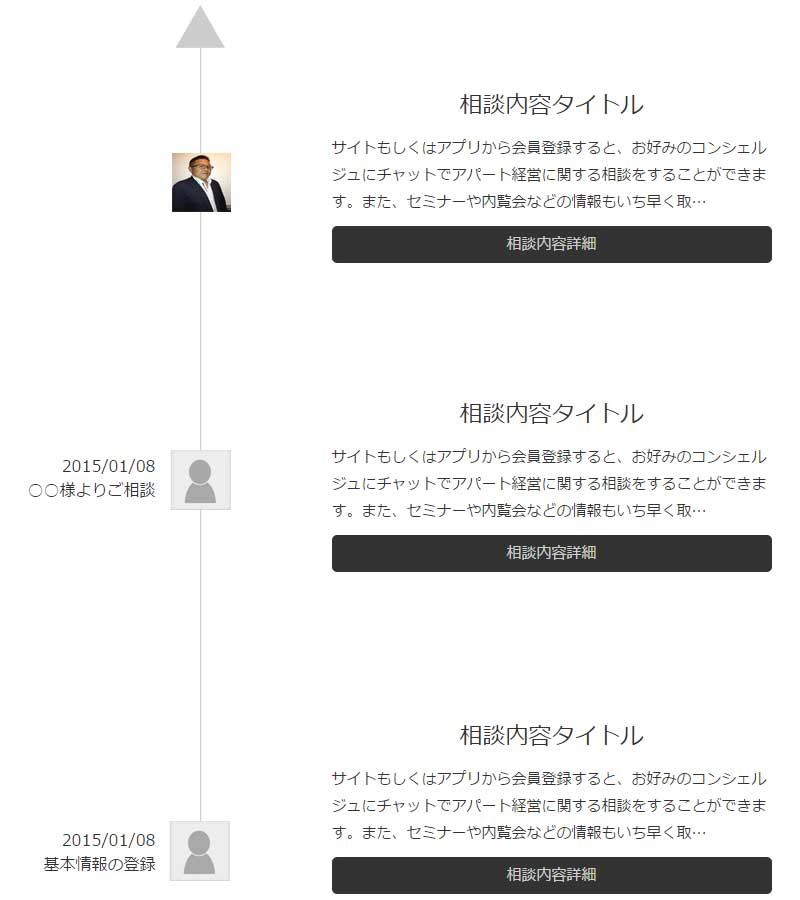 相談内容タイトル
サイトもしくはアプリから会員登録すると、お好みのコンシェル
ジュにチャットでアパート経営に関する相談をすることができま
す。また、セミナーや内覧会などの情報もいち早く取…
相談内容詳細
2015/01/08
○○様よりご相談
相談内容タイトル
サイトもしくはアプリから会員登録すると、お好みのコンシェル
ジュにチャットでアパート経営に関する相談をすることができま
す。また、セミナーや内覧会などの情報もいち早く取…
相談内容詳細
2015/01/08
基本情報の登録
相談内容タイトル
サイトもしくはアプリから会員登録すると、お好みのコンシェル
ジュにチャットでアパート経営に関する相談をすることができま
す。また、セミナーや内覧会などの情報もいち早く取…
相談内容詳細